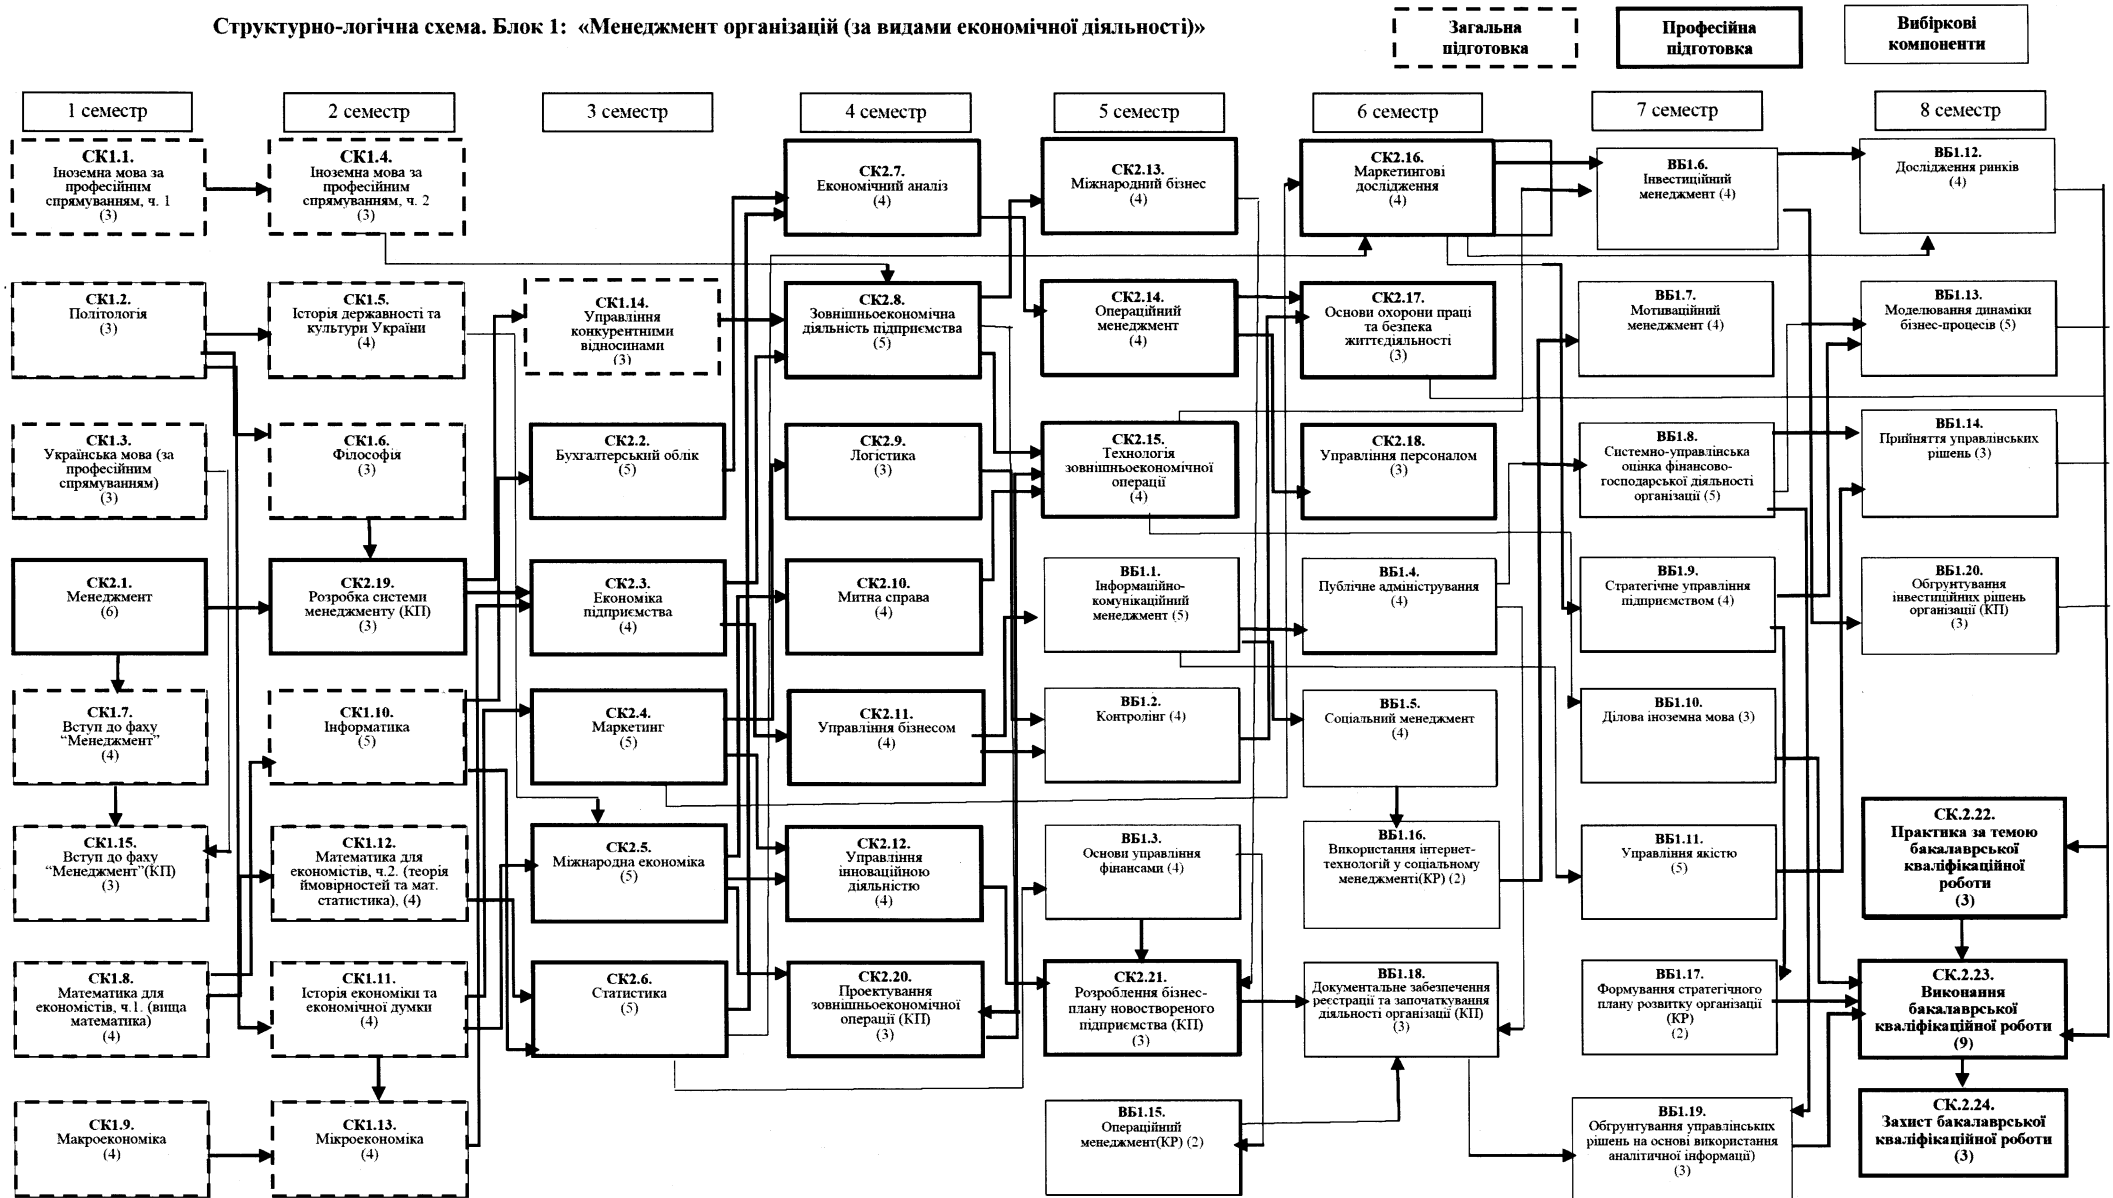 Структурно-логічна схема. Блок 1: «Менеджмент організацій (за видами економічної діяльності)»
Загальна
підготовка
Професійна
підготовка
Вибіркові
компоненти
1 семестр
2 семестр
3 семестр
4 семестр
5 семестр
6 семестр
7 семестр
8 семестр
СК1.1.
Іноземна мова за
професійним
спрямуванням, ч. 1
(3)
СК1.2.
Політологія
(3)
СК1.3.
Українська мова (за
професійним
спрямуванням)
(3)
СК2.1.
Менеджмент
(6)
СК1.7.
Вступ до фаху
“Менеджмент”
(4)
СК1.15.
Вступ до фаху
“Менеджмент”(КП)
(3)
СК1.8.
Математика для
економістів, ч.1. (вища
математика)
(4)
СК1.9.
Макроекономіка
(4)
СК1.4.
Іноземна мова за
професійним
спрямуванням, ч. 2
(3)
СК1.5.
Історія державності та
культури України
(4)
СК1.6.
Філософія
(3)
СК2.19.
Розробка системи
менеджменту (КП)
(3)
СК1.10.
Інформатика
(5)
СК1.12.
Математика для
економістів, ч.2. (теорія
ймовірностей та мат.
статистика), (4)
СК1.11.
Історія економіки та
економічної думки
(4)
СК1.13.
Мікроекономіка
(4)
СК1.14.
Управління
конкурентними
відносинами
(3)
СК2.2.
Бухгалтерський облік
(5)
СК2.3.
Економіка
підприємства
(4)
СК2.4.
Маркетинг
(5)
СК2.5.
Міжнародна економіка
(5)
СК2.6.
Статистика
(5)
СК2.7.
Економічний аналіз
(4)
СК2.8.
Зовнішньоекономічна
діяльність підприємства
(5)
СК2.9.
Логістика
(3)
СК2.10.
Митна справа
(4)
СК2.11.
Управління бізнесом
(4)
СК2.12.
Управління
інноваційною
діяльністю
(4)
СК2.20.
Проектування
зовнішньоекономічної
операції (КП)
(3)
СК2.13.
Міжнародний бізнес
(4)
СК2.14.
Операційний
менеджмент
(4)
СК2.15.
Технологія
зовнішньоекономічної
операції
(4)
ВБ1.1.
Інформаційно-
комунікаційний
менеджмент (5)
ВБ1.2.
Контролінг (4)
ВБ1.3.
Основи управління
фінансами (4)
СК2.21.
Розроблення бізнес-
плану новоствореного
підприємства (КП)
(3)
ВБ1.15.
Операційний
менеджмент(КР) (2)
СК2.16.
Маркетингові
дослідження
(4)
СК2.17.
Основи охорони праці
та безпека
життєдіяльності
(3)
СК2.18.
Управління персоналом
(3)
ВБ1.4.
Публічне адміністрування
(4)
ВБ1.5.
Соціальний менеджмент
(4)
ВБ1.16.
Використання інтернет-
технологій у соціальному
менеджменті(КР) (2)
ВБ1.18.
Документальне забезпечення
реєстрації та започаткування
діяльності організації (КП)
(3)
ВБ1.6.
Інвестиційний
менеджмент (4)
ВБ1.7.
Мотиваційний
менеджмент (4)
ВБ1.8.
Системно-управлінська
оцінка фінансово-
господарської діяльності
організації (5)
ВБ1.9.
Стратегічне управління
підприємством (4)
ВБ1.10.
Ділова іноземна мова (3)
ВБ1.11.
Управління якістю
(5)
ВБ1.17.
Формування стратегічного
плану розвитку організації
(КР)
(2)
ВБ1.19.
Обґрунтування управлінських
рішень на основі використання
аналітичної інформації)
(3)
ВБ1.12.
Дослідження ринків
(4)
ВБ1.13.
Моделювання динаміки
бізнес-процесів (5)
ВБ1.14.
Прийняття управлінських
рішень (3)
ВБ1.20.
Обґрунтування
інвестиційних рішень
організації (КП)
(3)
СК.2.22.
Практика за темою
бакалаврської
кваліфікаційної
роботи
(3)
СК.2.23.
Виконання
бакалаврської
кваліфікаційної роботи
(9)
СК.2.24.
Захист бакалаврської
кваліфікаційної роботи
(3)